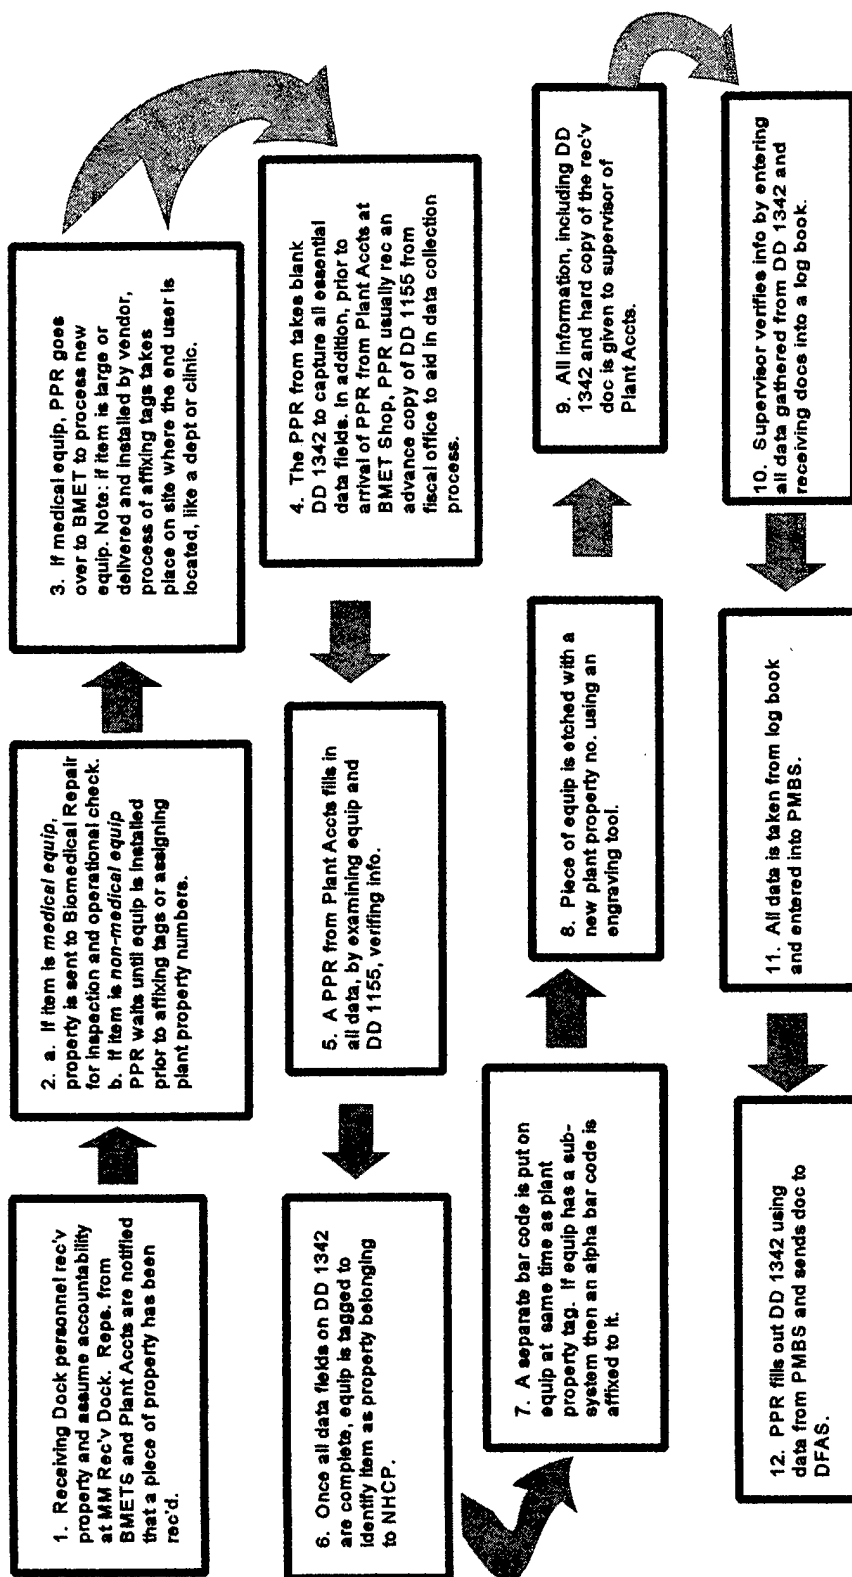 1. Receiving Dock personnel rec'v
property and assume accountability
at MM Rec'v Dock. Reps. from
BMETS and Plant Accts are notified
that a piece of property has been
rec'd.
2. a. If item is medical equip,
property is sent to Biomedical Repair
for inspection and operational check.
b. If item is non-medical equip
PPR waits until equip is installed
prior to affixing tags or assigning
plant property numbers.
3. If medical equip, PPR goes
over to BMET to process new
equip. Note: if item is large or
delivered and installed by vendor,
process of affixing tags takes
place on site where the end user is
located, like a dept or clinic.
4. The PPR from takes blank
DD 1342 to capture all essential
data fields. In addition, prior to
arrival of PPR from Plant Accts at
BMET Shop, PPR usually rec an
advance copy of DD 1155 from
fiscal office to aid in data collection
process.
5. A PPR from Plant Accts fills in
all data, by examining equip and
DD 1155, verifing info.
6. Once all data fields on DD 1342
are complete, equip is tagged to
identify item as property belonging
to NHCP.
7. A separate bar code is put on
equip at same time as plant
property tag. If equip has a sub-
system then an alpha bar code is
affixed to it.
8. Piece of equip is etched with a
new plant property no. using an
engraving tool.
9. All information, including DD
1342 and hard copy of the rec'v
doc is given to supervisor of
Plant Accts.
10. Supervisor verifies info by entering
all data gathered from DD 1342 and
receiving docs into a log book.
11. All data is taken from log book
and entered into PMBS.
12. PPR fills out DD 1342 using
data from PMBS and sends doc to
DFAS.